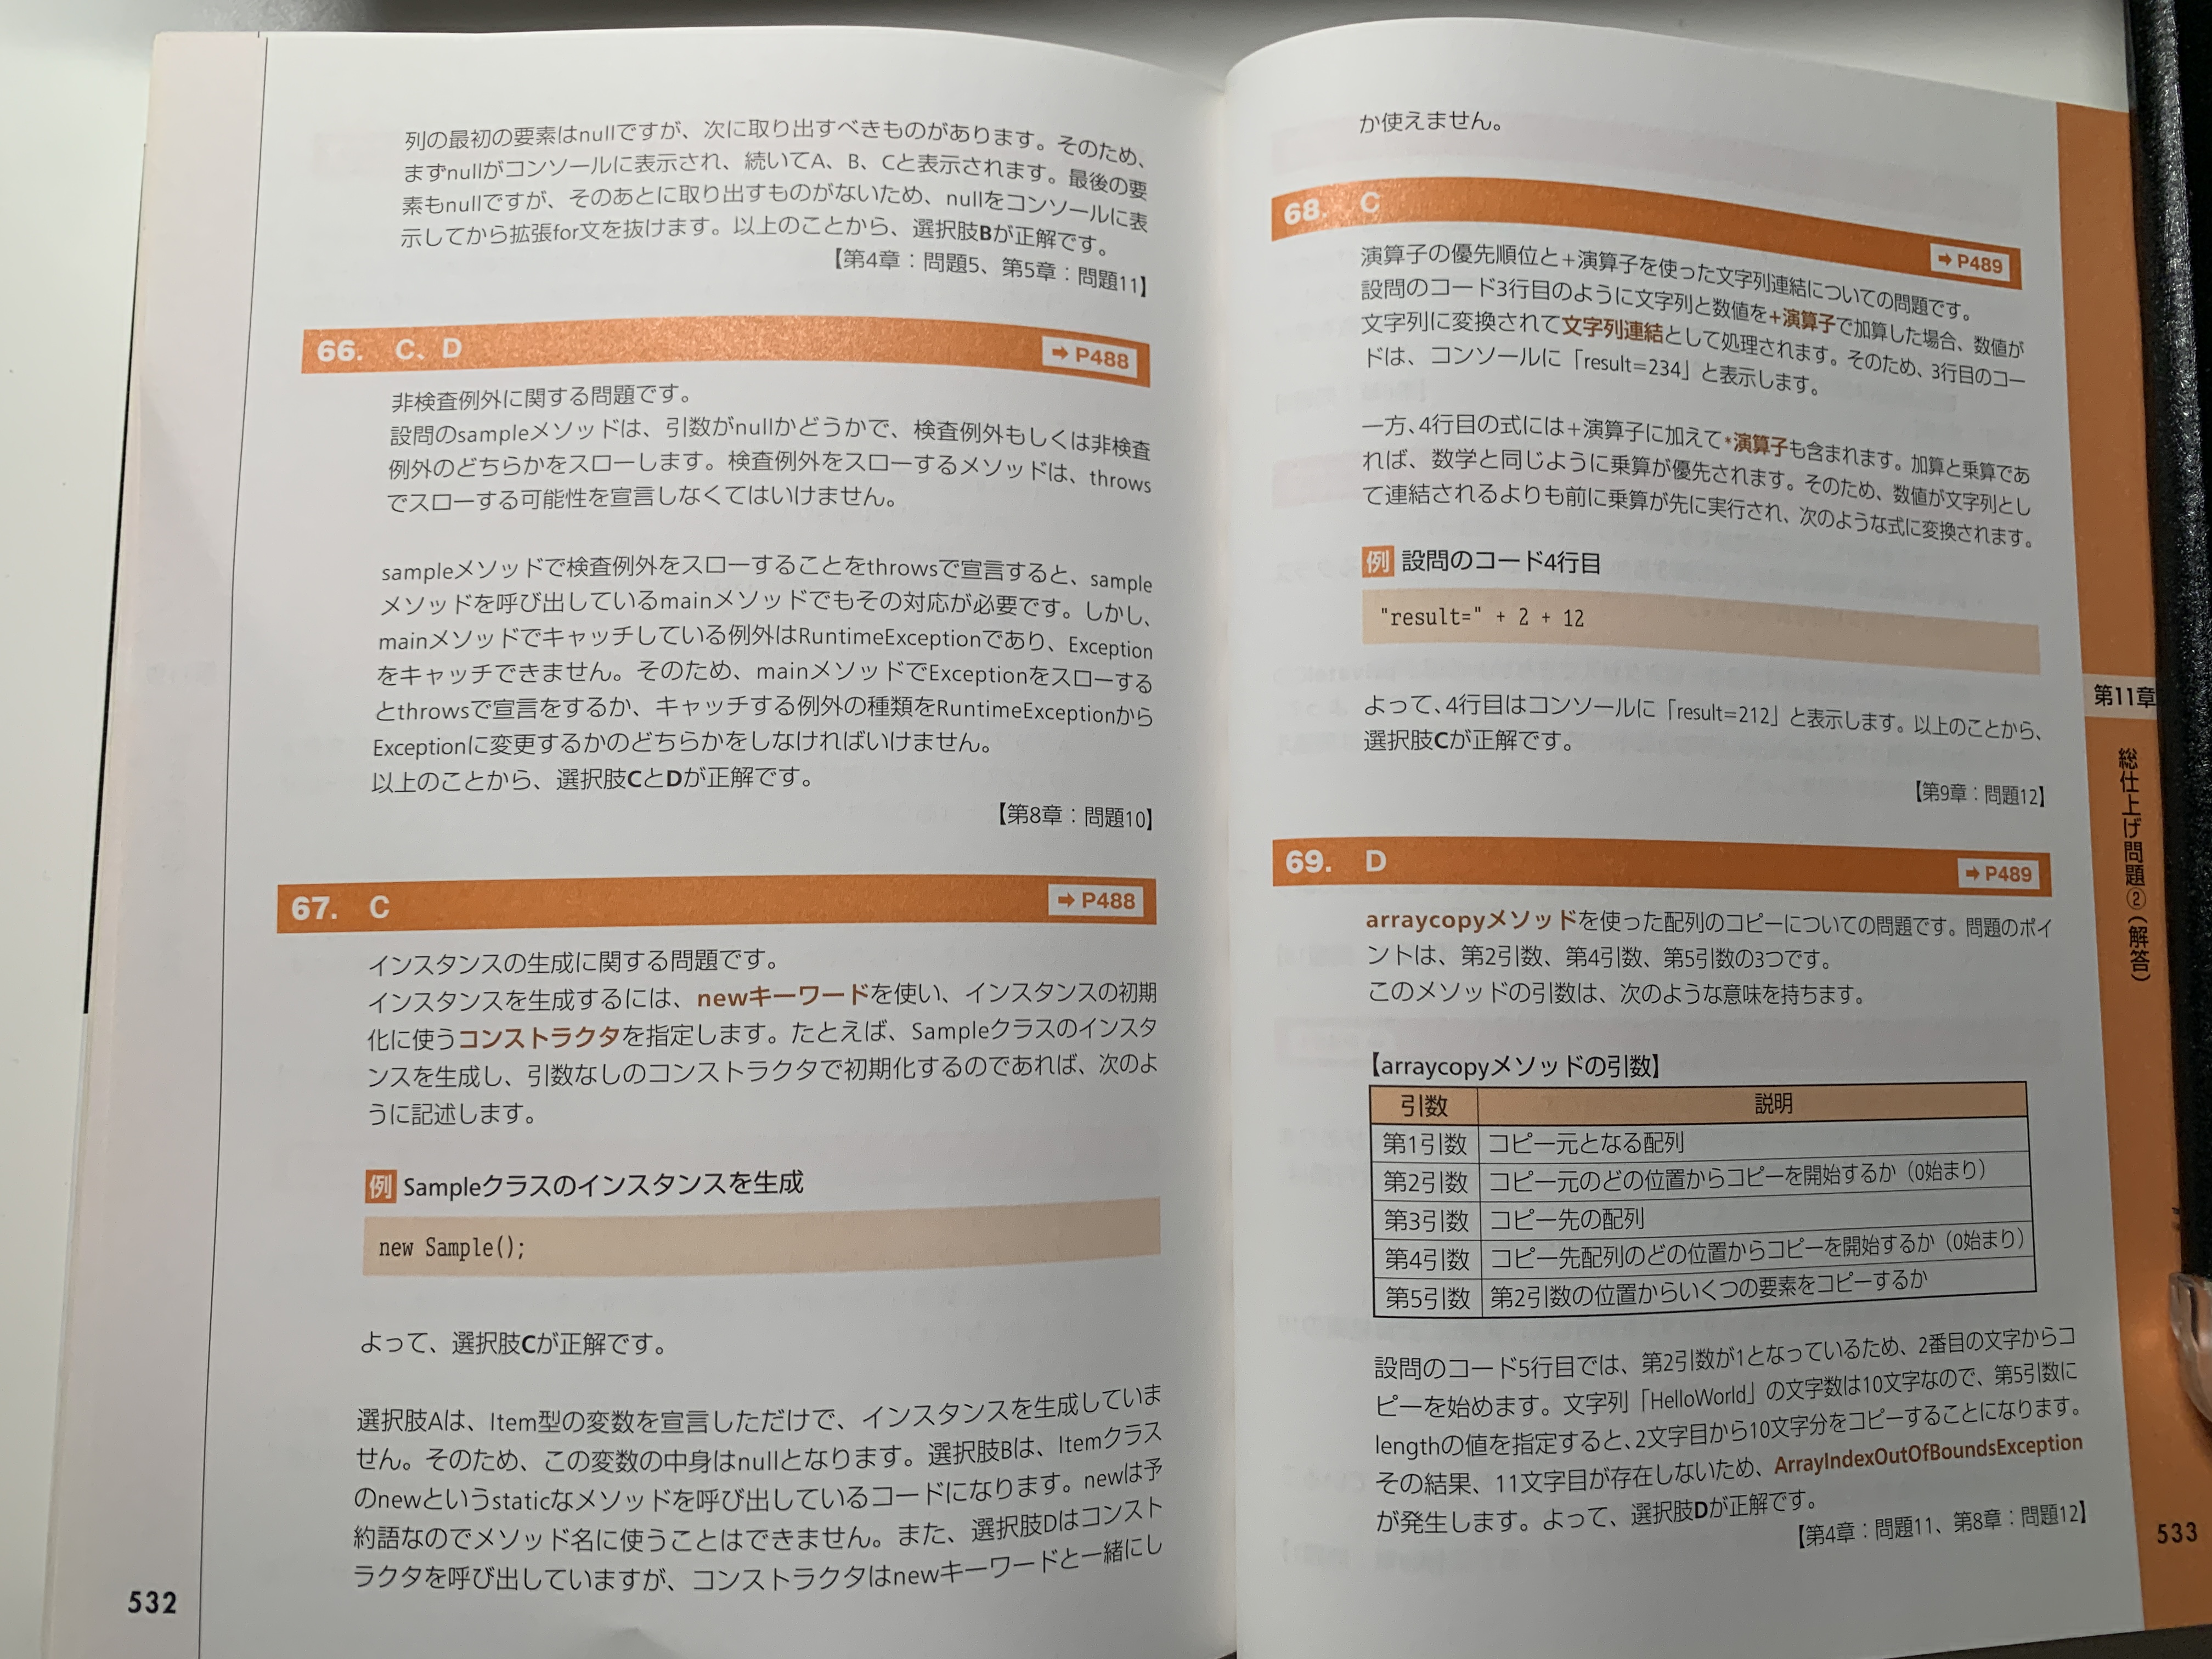 列の最初の要素はnullですが、次に取り出すべきものがあります。そのため、
まずnullがコンソールに表示され、続いてA、B、Cと表示されます。最後の要
素もnullですが、そのあとに取り出すものがないため、nullをコンソールに表
示してから拡張for文を抜けます。以上のことから、選択肢Bが正解です。
【第4章：問題5、第5章：問題11】
66. C、D ➡ P488
非検査例外に関する問題です。
設問のsampleメソッドは、引数がnullかどうかで、検査例外もしくは非検査
例外のどちらかをスローします。検査例外をスローするメソッドは、throws
でスローする可能性を宣言しなくてはいけません。
sampleメソッドで検査例外をスローすることをthrowsで宣言すると、sample
メソッドを呼び出しているmainメソッドでもその対応が必要です。しかし、
mainメソッドでキャッチしている例外はRuntimeExceptionであり、Exception
をキャッチできません。そのため、mainメソッドでExceptionをスローする
とthrowsで宣言をするか、キャッチする例外の種類をRuntimeExceptionから
Exceptionに変更するかのどちらかをしなければいけません。
以上のことから、選択肢CとDが正解です。
【第8章：問題10】
67. C ➡ P488
インスタンスの生成に関する問題です。
インスタンスを生成するには、newキーワードを使い、インスタンスの初期
化に使うコンストラクタを指定します。たとえば、Sampleクラスのインスタ
ンスを生成し、引数なしのコンストラクタで初期化するのであれば、次のよ
うに記述します。
例 Sampleクラスのインスタンスを生成
new Sample();
よって、選択肢Cが正解です。
選択肢Aは、Item型の変数を宣言しただけで、インスタンスを生成していま
せん。そのため、この変数の中身はnullとなります。選択肢Bは、Itemクラス
のnewというstaticなメソッドを呼び出しているコードになります。newは予
約語なのでメソッド名に使うことはできません。また、選択肢Dはコンスト
ラクタを呼び出していますが、コンストラクタはnewキーワードと一緒にし
532
か使えません。
68. C ➡ P489
演算子の優先順位と+演算子を使った文字列連結についての問題です。
設問のコード3行目のように文字列と数値を+演算子で加算した場合、数値が
文字列に変換されて文字列連結として処理されます。そのため、3行目のコー
ドは、コンソールに「result=234」と表示します。
一方、4行目の式には+演算子に加えて*演算子も含まれます。加算と乗算であ
れば、数学と同じように乗算が優先されます。そのため、数値が文字列とし
て連結されるよりも前に乗算が先に実行され、次のような式に変換されます。
例 設問のコード4行目
"result=" + 2 + 12
よって、4行目はコンソールに「result=212」と表示します。以上のことから、
選択肢Cが正解です。
【第9章：問題12】
69. D ➡ P489
arraycopyメソッドを使った配列のコピーについての問題です。問題のポイ
ントは、第2引数、第4引数、第5引数の3つです。
このメソッドの引数は、次のような意味を持ちます。
【arraycopyメソッドの引数】
引数 説明
第1引数 コピー元となる配列
第2引数 コピー元のどの位置からコピーを開始するか（0始まり）
第3引数 コピー先の配列
第4引数 コピー先配列のどの位置からコピーを開始するか（0始まり）
第5引数 第2引数の位置からいくつの要素をコピーするか
設問のコード5行目では、第2引数が1となっているため、2番目の文字からコ
ピーを始めます。文字列「HelloWorld」の文字数は10文字なので、第5引数に
lengthの値を指定すると、2文字目から10文字分をコピーすることになります。
その結果、11文字目が存在しないため、ArrayIndexOutOfBoundsException
が発生します。よって、選択肢Dが正解です。
【第4章：問題11、第8章：問題12】
第11章
総仕上げ問題②（解答）
533